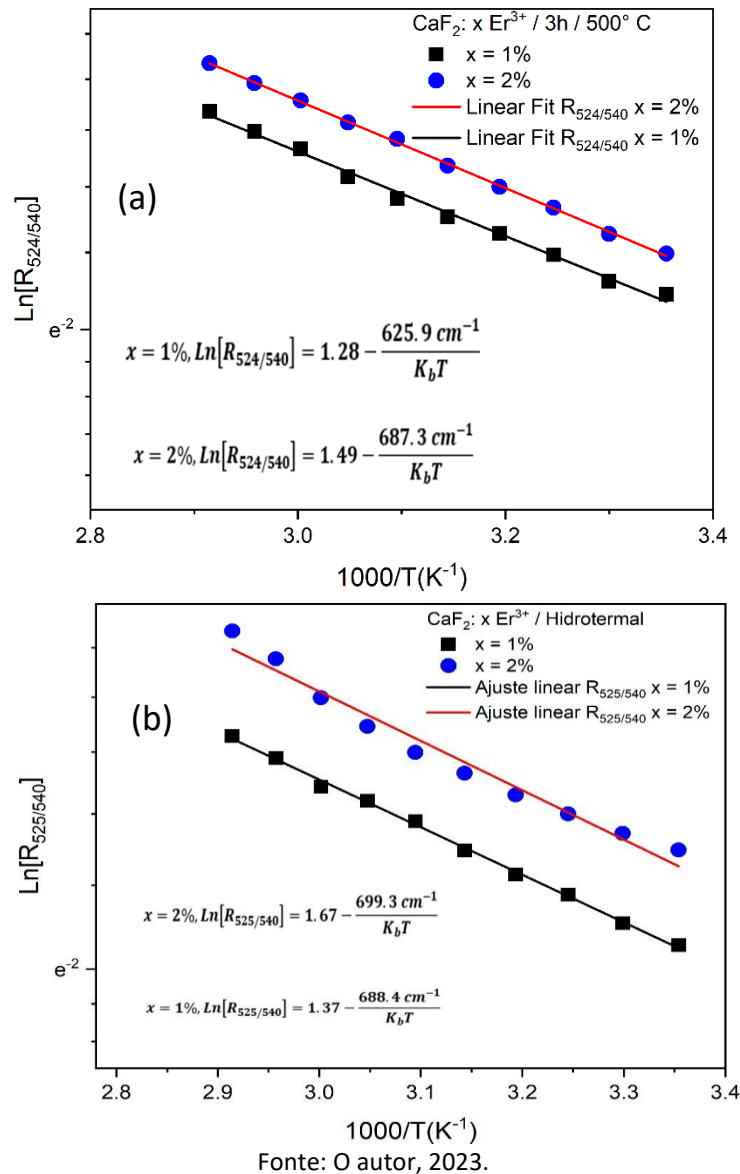 CaF₂: x Er³⁺ / 3h / 500° C
x = 1%
x = 2%
Linear Fit R₅₂₄/₅₄₀ x = 2%
Linear Fit R₅₂₄/₅₄₀ x = 1%
(a)
Ln[R₅₂₄/₅₄₀]
e⁻²
x = 1%, Ln[R₅₂₄/₅₄₀] = 1.28 − 625.9 cm⁻¹ / K_bT
x = 2%, Ln[R₅₂₄/₅₄₀] = 1.49 − 687.3 cm⁻¹ / K_bT
2.8 3.0 3.2 3.4
1000/T(K⁻¹)
CaF₂: x Er³⁺ / Hidrotermal
x = 1%
x = 2%
Ajuste linear R₅₂₅/₅₄₀ x = 1%
Ajuste linear R₅₂₅/₅₄₀ x = 2%
(b)
Ln[R₅₂₅/₅₄₀]
x = 2%, Ln[R₅₂₅/₅₄₀] = 1.67 − 699.3 cm⁻¹ / K_bT
e⁻²
x = 1%, Ln[R₅₂₅/₅₄₀] = 1.37 − 688.4 cm⁻¹ / K_bT
2.8 2.9 3.0 3.1 3.2 3.3 3.4
1000/T(K⁻¹)
Fonte: O autor, 2023.